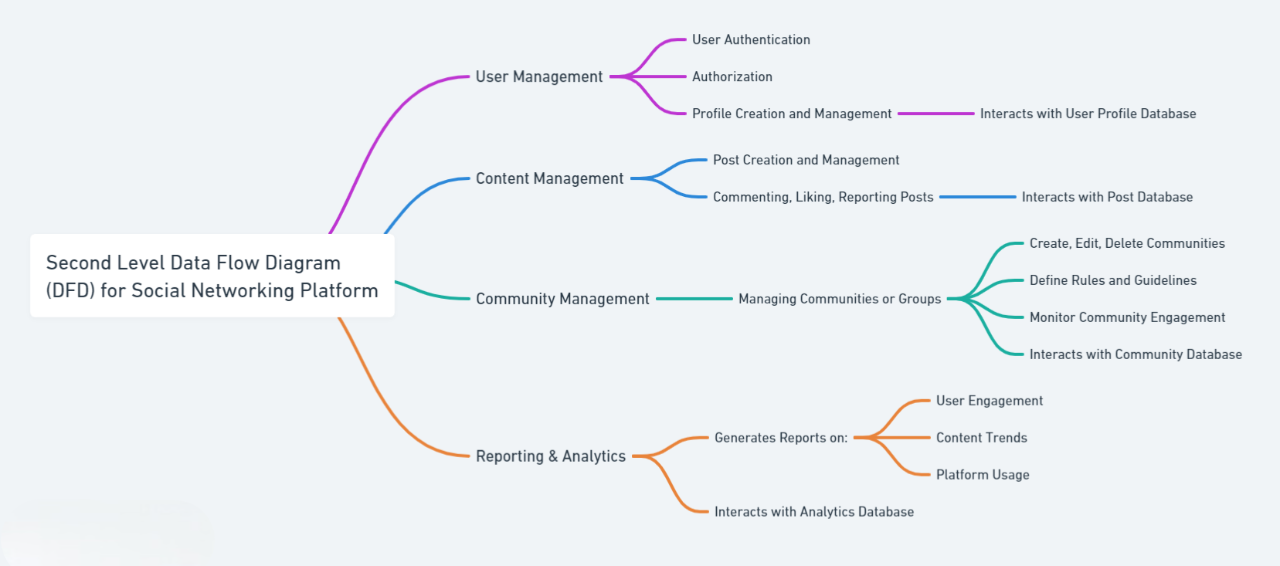 Second Level Data Flow Diagram
(DFD) for Social Networking Platform
User Management
User Authentication
Authorization
Profile Creation and Management
Interacts with User Profile Database
Content Management
Post Creation and Management
Commenting, Liking, Reporting Posts
Interacts with Post Database
Community Management
Managing Communities or Groups
Create, Edit, Delete Communities
Define Rules and Guidelines
Monitor Community Engagement
Interacts with Community Database
Reporting & Analytics
Generates Reports on:
User Engagement
Content Trends
Platform Usage
Interacts with Analytics Database